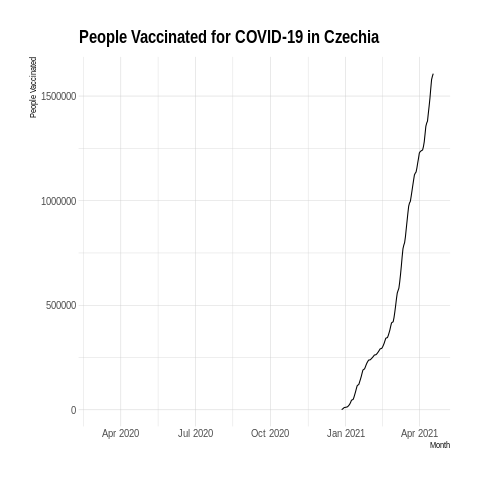 People Vaccinated for COVID-19 in Czechia
People Vaccinated
1500000
1000000
500000
0
Apr 2020 Jul 2020 Oct 2020 Jan 2021 Apr 2021
Month